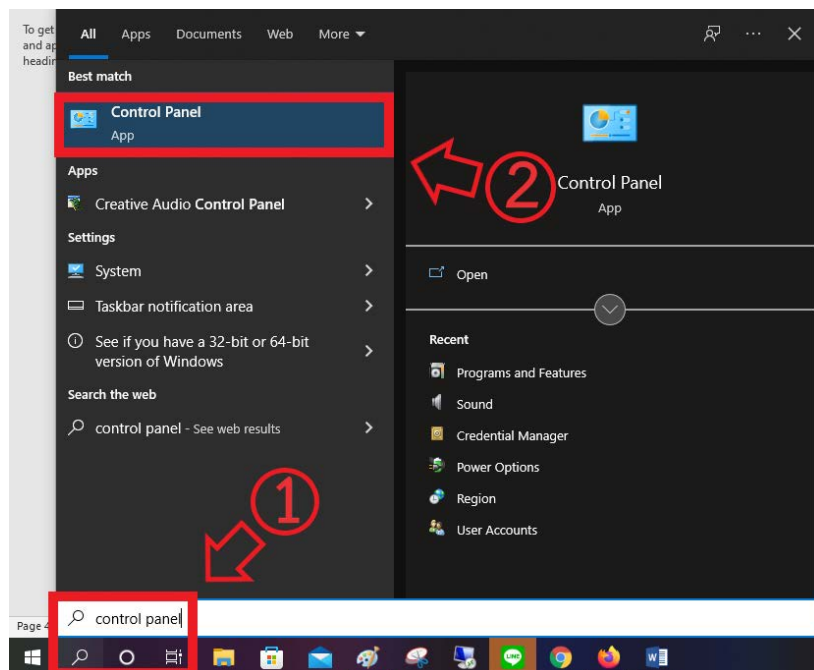 To get
and ap
headin
All Apps Documents Web More
Best match
Control Panel
App
②
Control Panel
App
Apps
Creative Audio Control Panel
Settings
System
Taskbar notification area
See if you have a 32-bit or 64-bit
version of Windows
Search the web
control panel - See web results
Open
Recent
Programs and Features
Sound
Credential Manager
Power Options
Region
User Accounts
①
Page 4
control panel
LINE
W